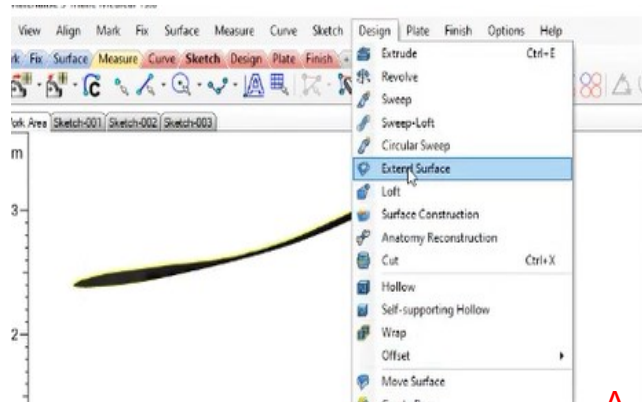 View Align Mark Fix Surface Measure Curve Sketch Design Plate Finish Options Help
Fix Surface Measure Curve Sketch Design Plate Finish
Sketch-001 Sketch-002 Sketch-003
m
3
2
Extrude Ctrl+E
Revolve
Sweep
Sweep+Loft
Circular Sweep
Extend Surface
Loft
Surface Construction
Anatomy Reconstruction
Cut Ctrl+X
Hollow
Self-supporting Hollow
Wrap
Offset
Move Surface